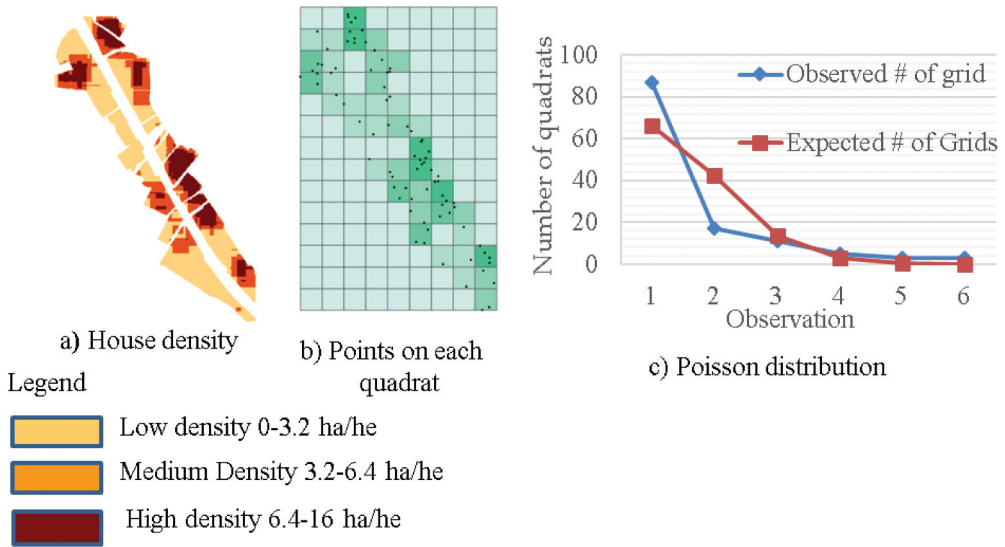 a) House density
b) Points on each
quadrat
Number of quadrats
100
80
60
40
20
0
Observed # of grid
Expected # of Grids
1 2 3 4 5 6
Observation
c) Poisson distribution
Legend
Low density 0-3.2 ha/he
Medium Density 3.2-6.4 ha/he
High density 6.4-16 ha/he